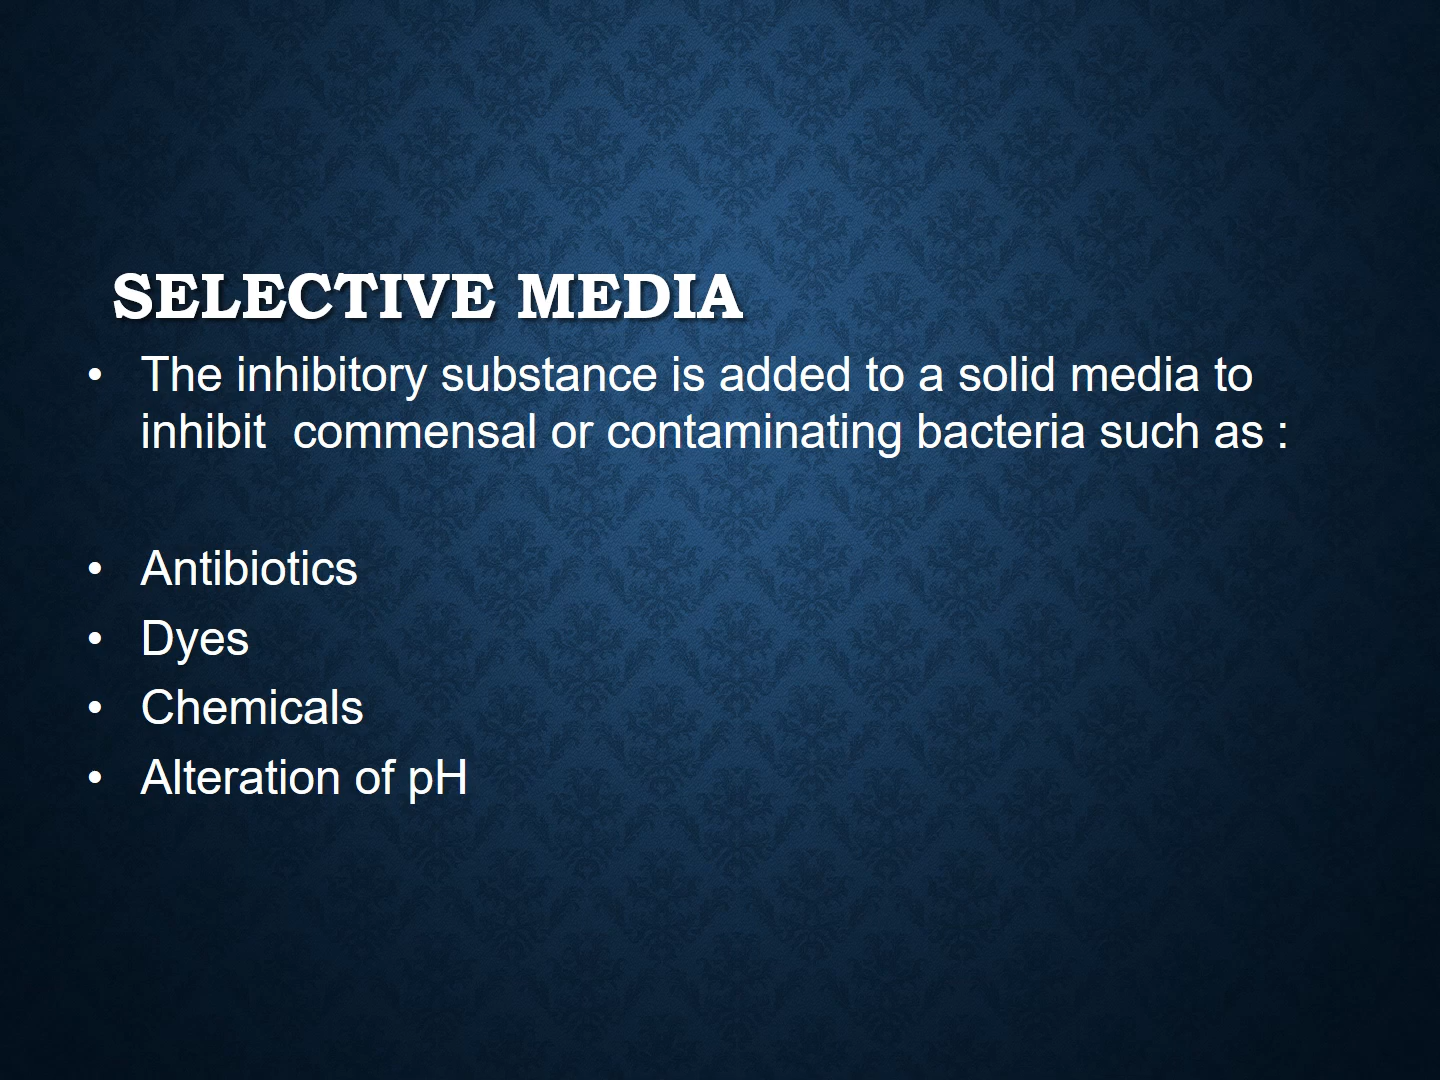 SELECTIVE MEDIA
• The inhibitory substance is added to a solid media to
inhibit  commensal or contaminating bacteria such as :
• Antibiotics
• Dyes
• Chemicals
• Alteration of pH